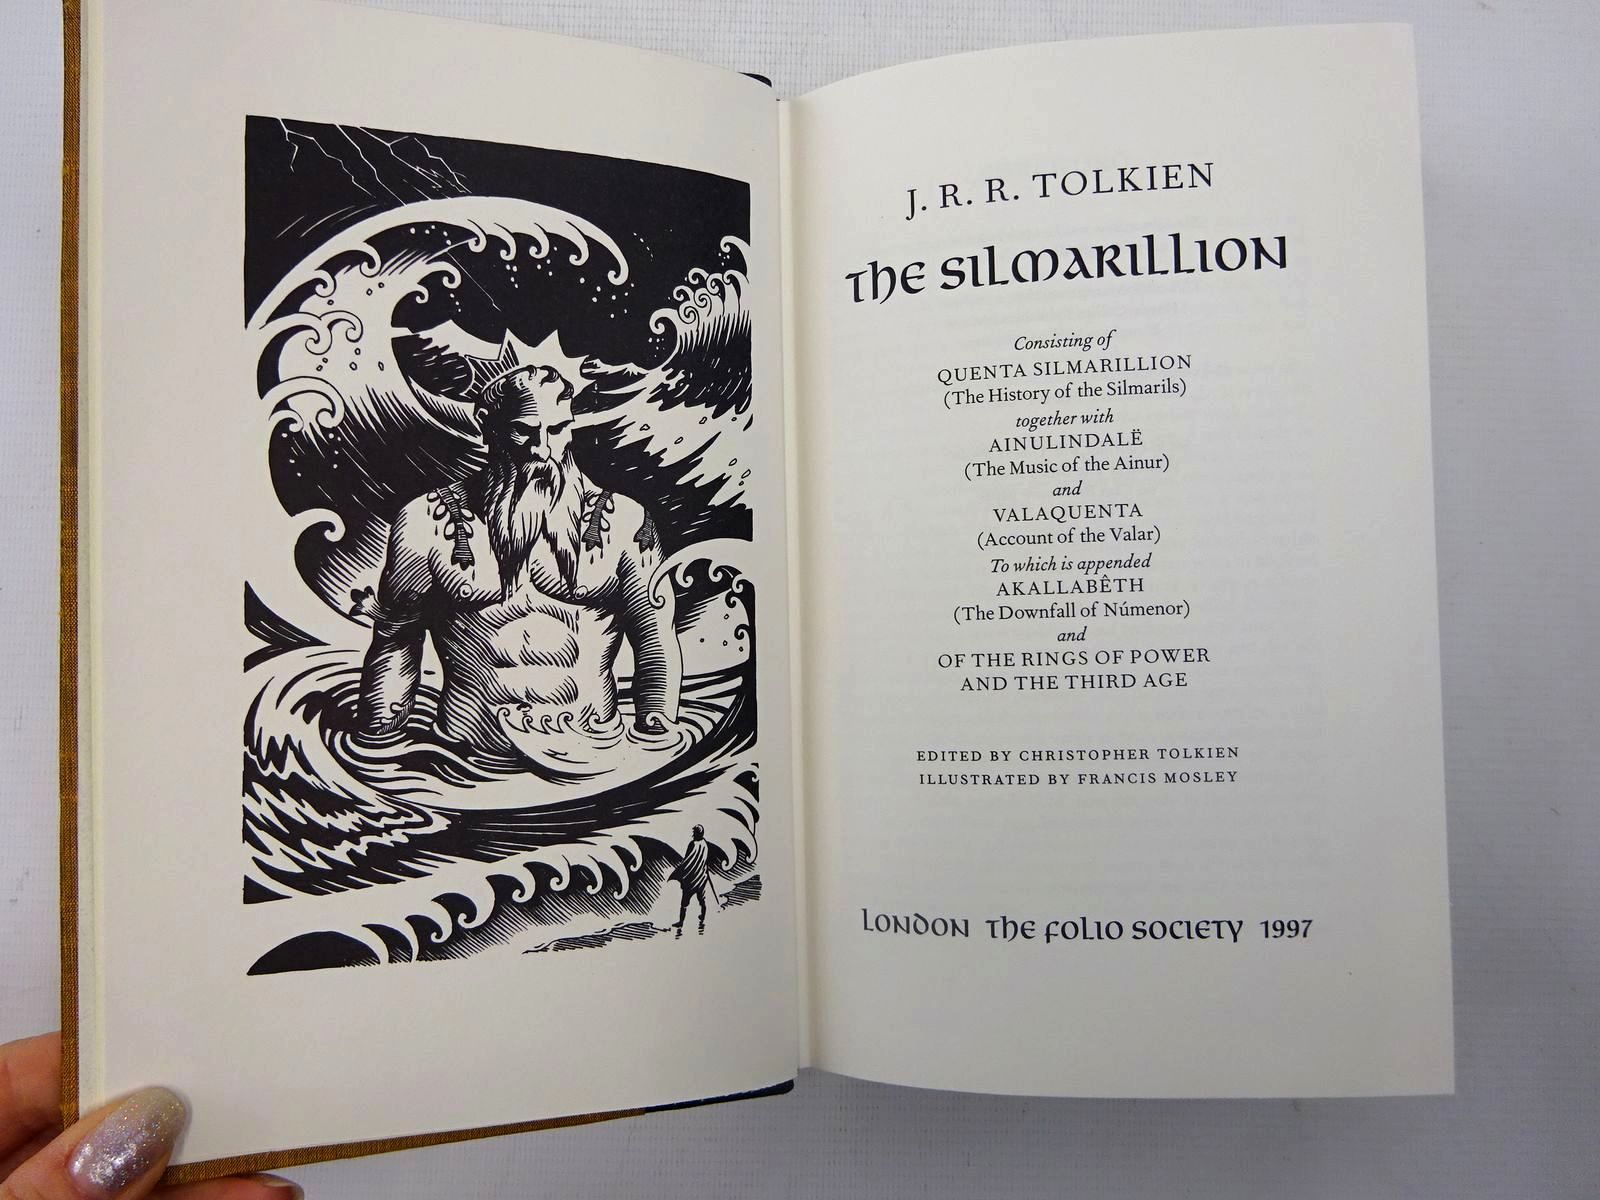 J. R. R. TOLKIEN
THE SILMARILLION
Consisting of
QUENTA SILMARILLION
(The History of the Silmarils)
together with
AINULINDALË
(The Music of the Ainur)
and
VALAQUENTA
(Account of the Valar)
To which is appended
AKALLABÊTH
(The Downfall of Númenor)
and
OF THE RINGS OF POWER
AND THE THIRD AGE
EDITED BY CHRISTOPHER TOLKIEN
ILLUSTRATED BY FRANCIS MOSLEY
LONDON THE FOLIO SOCIETY 1997